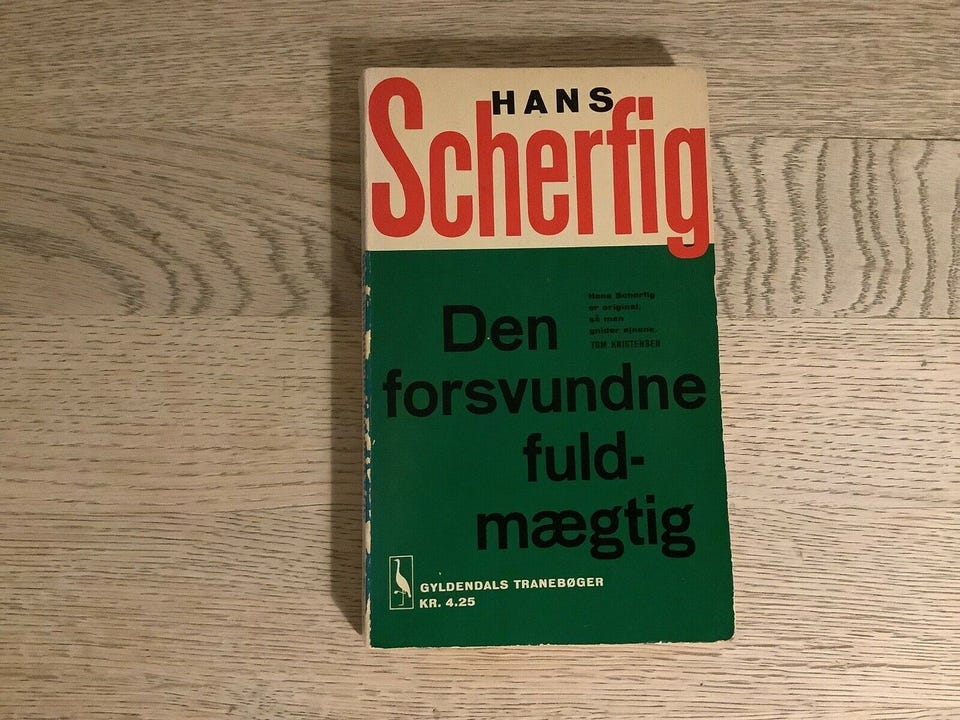 HANS
Scherfig
Hans Scherfig
er original,
så man
gnider øjnene.
TOM KRISTENSEN
Den
forsvundne
fuld-
mægtig
GYLDENDALS TRANEBØGER
KR. 4.25